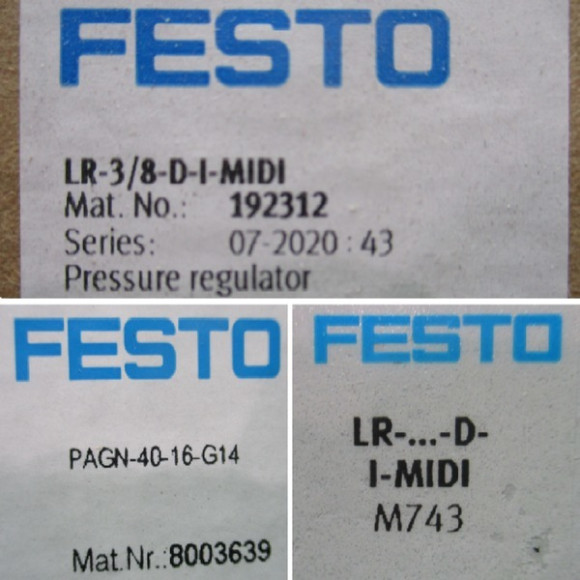 FESTO
LR-3/8-D-I-MIDI
Mat. No.: 192312
Series: 07-2020 : 43
Pressure regulator
FESTO
PAGN-40-16-G14
Mat.Nr.:8003639
FESTO
LR-...-D-
I-MIDI
M743